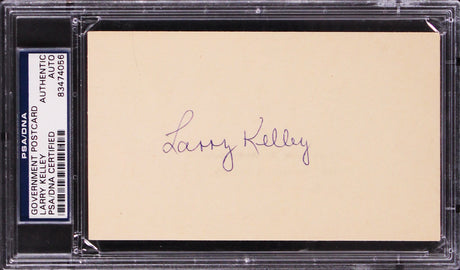 PSA/DNA
GOVERNMENT POSTCARD
LARRY KELLEY
PSA/DNA CERTIFIED
AUTHENTIC
AUTO
83474056
Larry Kelley